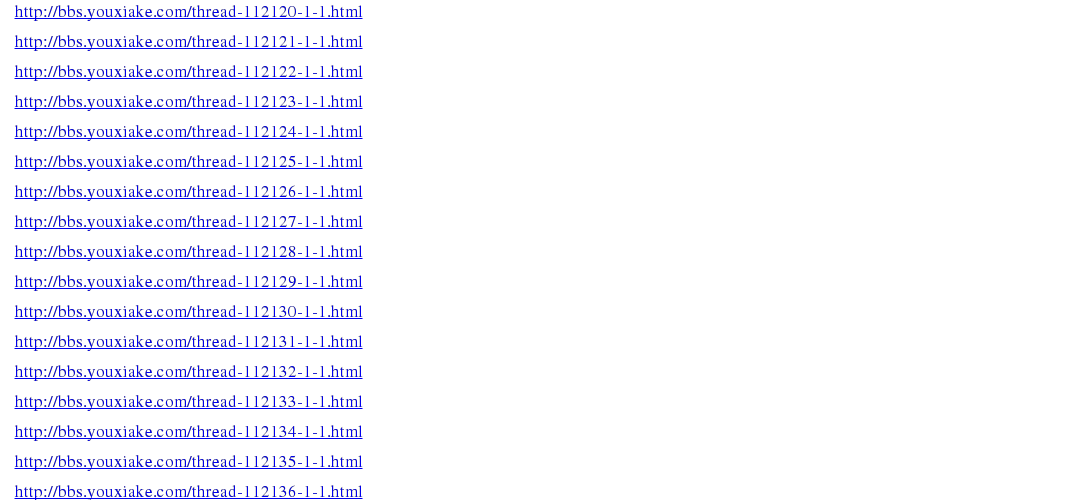 http://bbs.youxiake.com/thread-112120-1-1.html
http://bbs.youxiake.com/thread-112121-1-1.html
http://bbs.youxiake.com/thread-112122-1-1.html
http://bbs.youxiake.com/thread-112123-1-1.html
http://bbs.youxiake.com/thread-112124-1-1.html
http://bbs.youxiake.com/thread-112125-1-1.html
http://bbs.youxiake.com/thread-112126-1-1.html
http://bbs.youxiake.com/thread-112127-1-1.html
http://bbs.youxiake.com/thread-112128-1-1.html
http://bbs.youxiake.com/thread-112129-1-1.html
http://bbs.youxiake.com/thread-112130-1-1.html
http://bbs.youxiake.com/thread-112131-1-1.html
http://bbs.youxiake.com/thread-112132-1-1.html
http://bbs.youxiake.com/thread-112133-1-1.html
http://bbs.youxiake.com/thread-112134-1-1.html
http://bbs.youxiake.com/thread-112135-1-1.html
http://bbs.youxiake.com/thread-112136-1-1.html